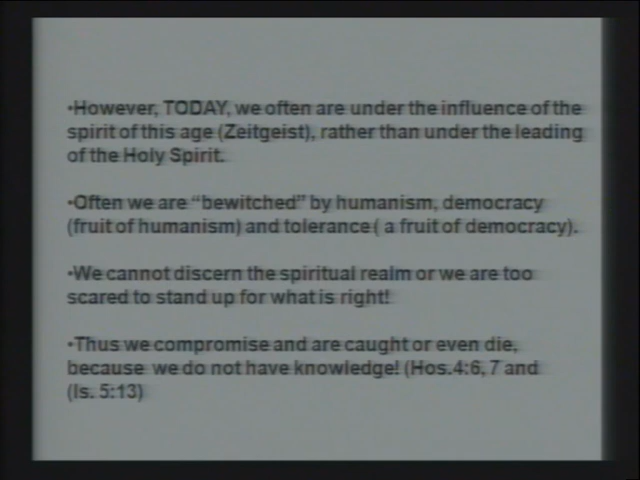 •However, TODAY, we often are under the influence of the
spirit of this age (Zeitgeist), rather than under the leading
of the Holy Spirit.
•Often we are “bewitched” by humanism, democracy
(fruit of humanism) and tolerance ( a fruit of democracy).
•We cannot discern the spiritual realm or we are too
scared to stand up for what is right!
•Thus we compromise and are caught or even die,
because we do not have knowledge! (Hos.4:6, 7 and
(Is. 5:13)